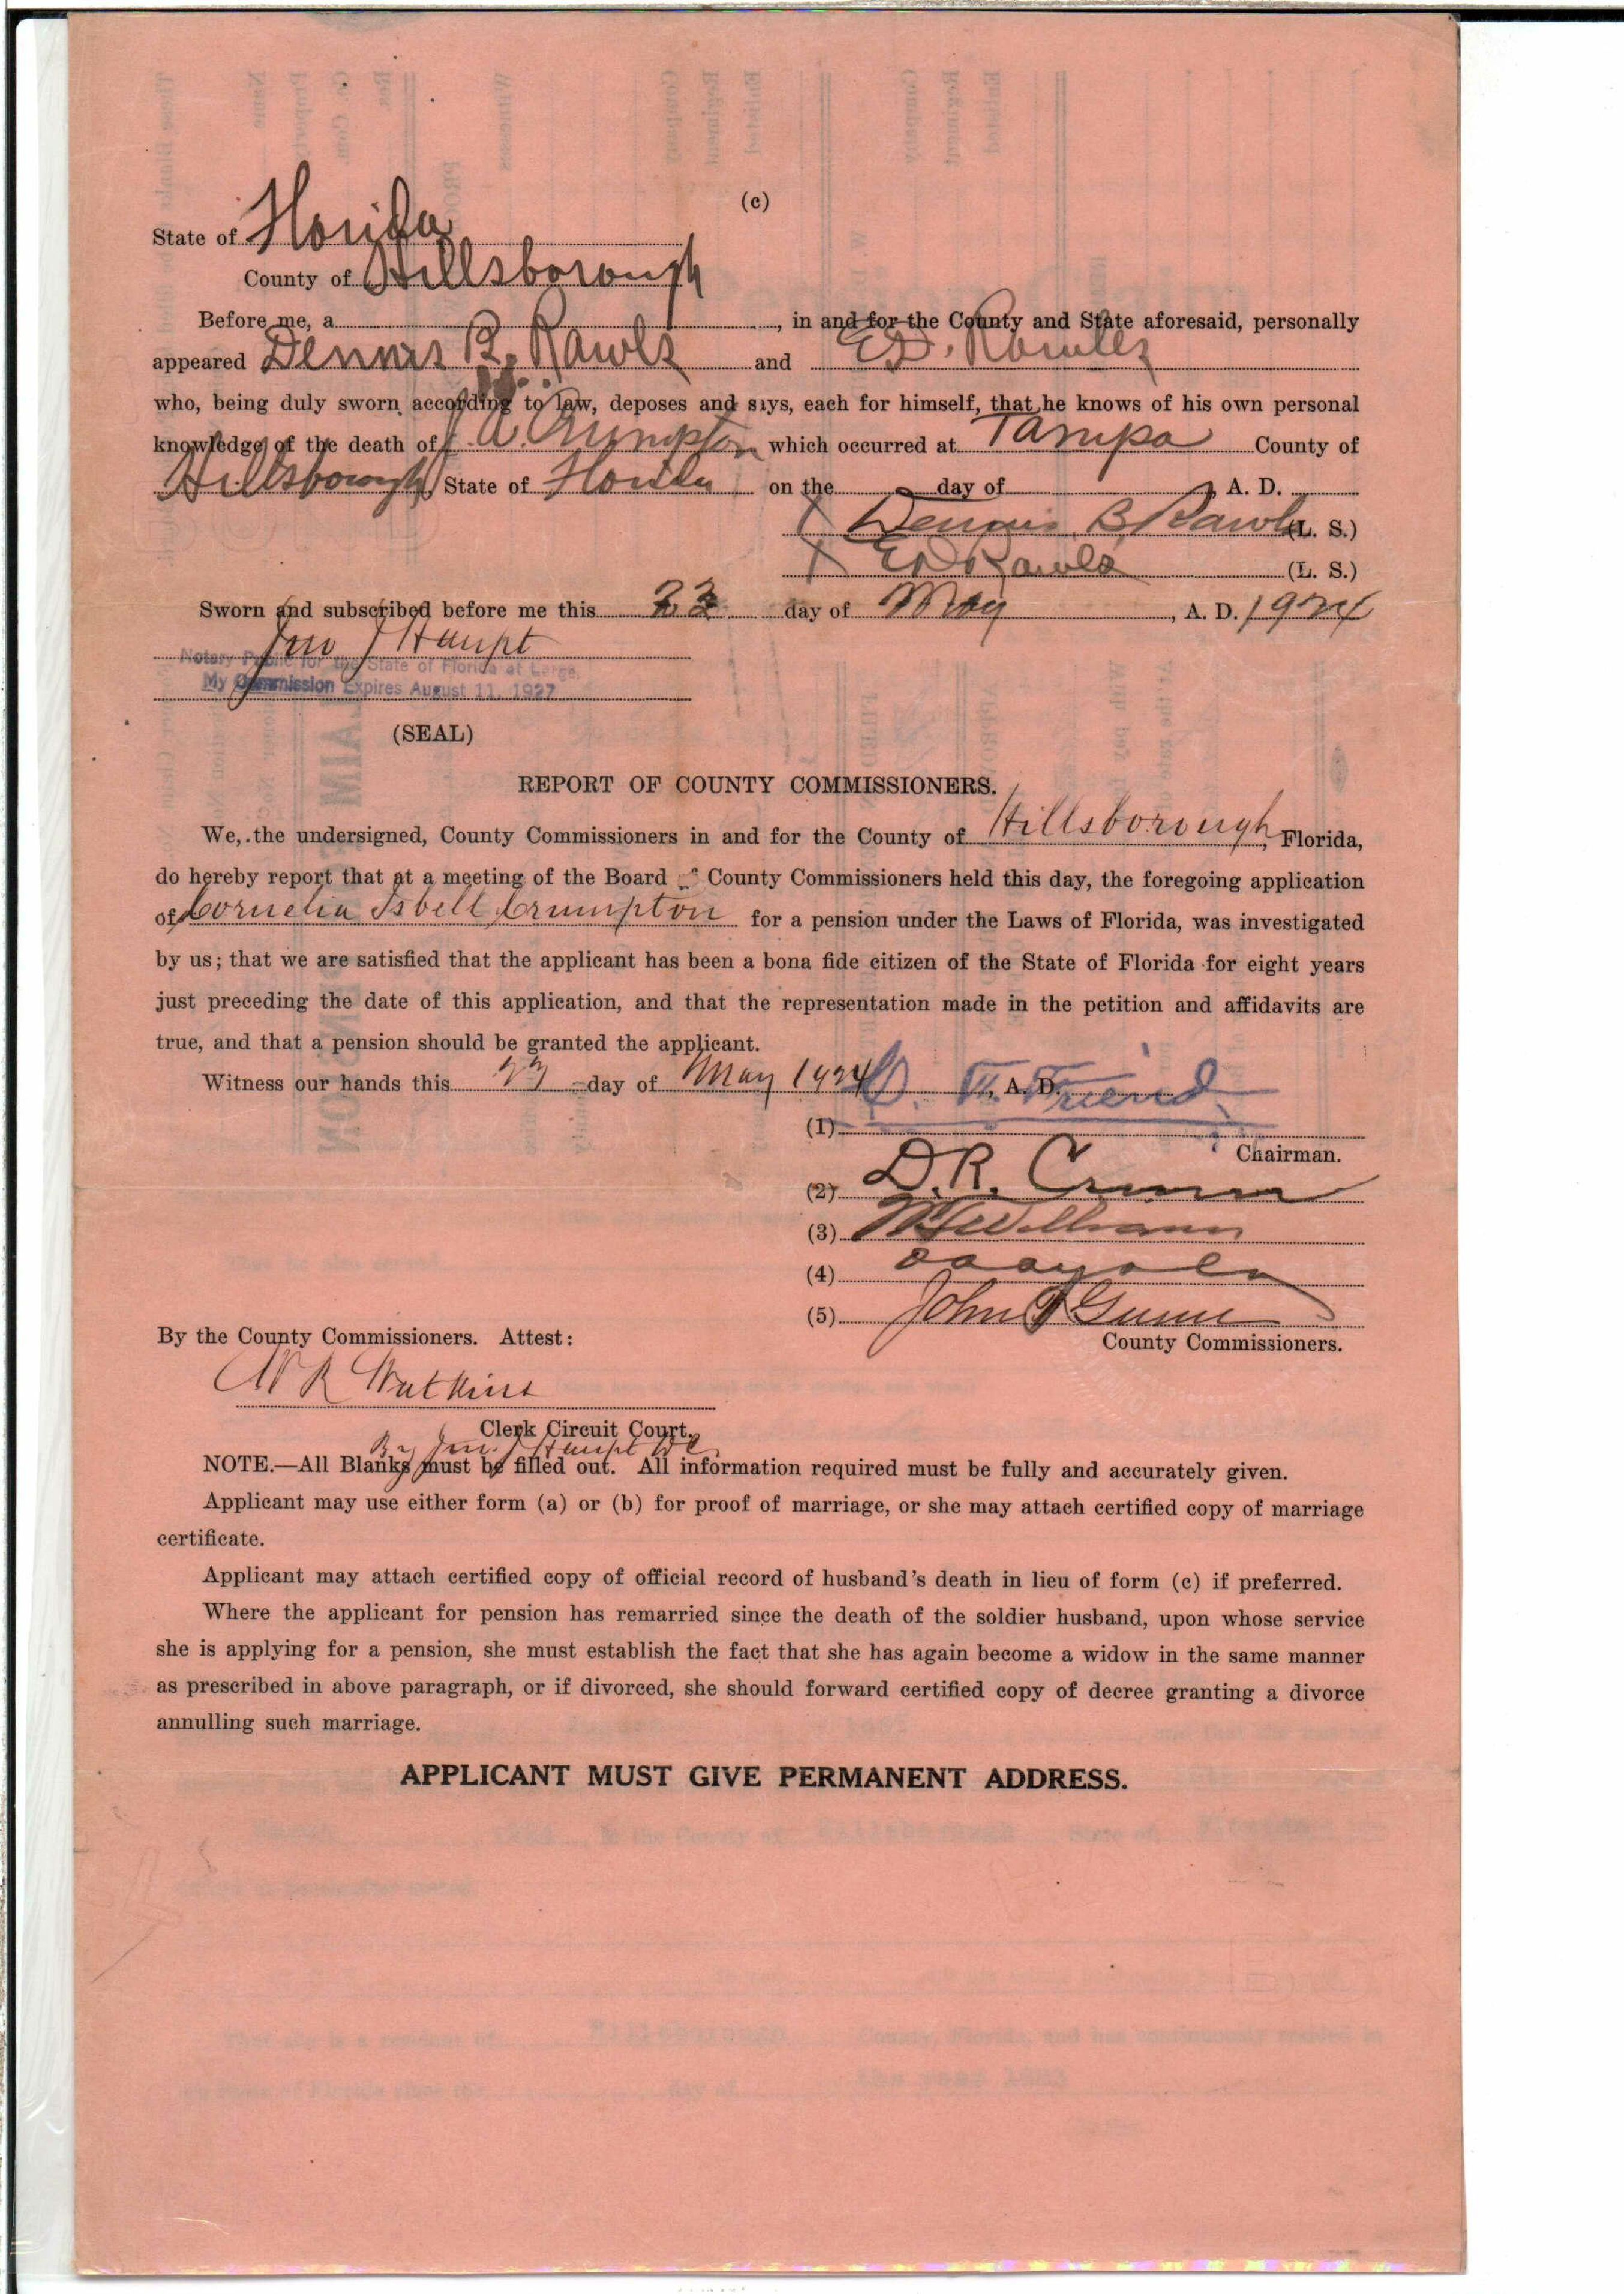 (c)
State of Florida
County of Hillsborough
Before me, a, in and for the County and State aforesaid, personally
appeared Dennis B. Rawls and E.D. Rawls
who, being duly sworn according to law, deposes and says, each for himself, that he knows of his own personal
knowledge of the death of J. A. Crumpton which occurred at Tampa County of
Hillsborough State of Florida on the day of, A. D.
X Dennis B Rawls (L. S.)
X E D Rawls (L. S.)
Sworn and subscribed before me this 23 day of May, A. D. 1924
Jno J Haupt
Notary Public for the State of Florida at Large.
My Commission Expires August 11, 1927
(SEAL)
REPORT OF COUNTY COMMISSIONERS.
We, the undersigned, County Commissioners in and for the County of Hillsborough, Florida,
do hereby report that at a meeting of the Board of County Commissioners held this day, the foregoing application
of Cornelia Isbell Crumpton for a pension under the Laws of Florida, was investigated
by us; that we are satisfied that the applicant has been a bona fide citizen of the State of Florida for eight years
just preceding the date of this application, and that the representation made in the petition and affidavits are
true, and that a pension should be granted the applicant.
Witness our hands this 23 day of May 1924, A. D.
(1) Friend
Chairman.
(2) D. R. Crum
(3) Williams
(4)
(5) John T Gunn
County Commissioners.
By the County Commissioners. Attest:
W R Watkins
Clerk Circuit Court.
By Jno. J Haupt DC.
NOTE.—All Blanks must be filled out. All information required must be fully and accurately given.
Applicant may use either form (a) or (b) for proof of marriage, or she may attach certified copy of marriage
certificate.
Applicant may attach certified copy of official record of husband's death in lieu of form (c) if preferred.
Where the applicant for pension has remarried since the death of the soldier husband, upon whose service
she is applying for a pension, she must establish the fact that she has again become a widow in the same manner
as prescribed in above paragraph, or if divorced, she should forward certified copy of decree granting a divorce
annulling such marriage.
APPLICANT MUST GIVE PERMANENT ADDRESS.